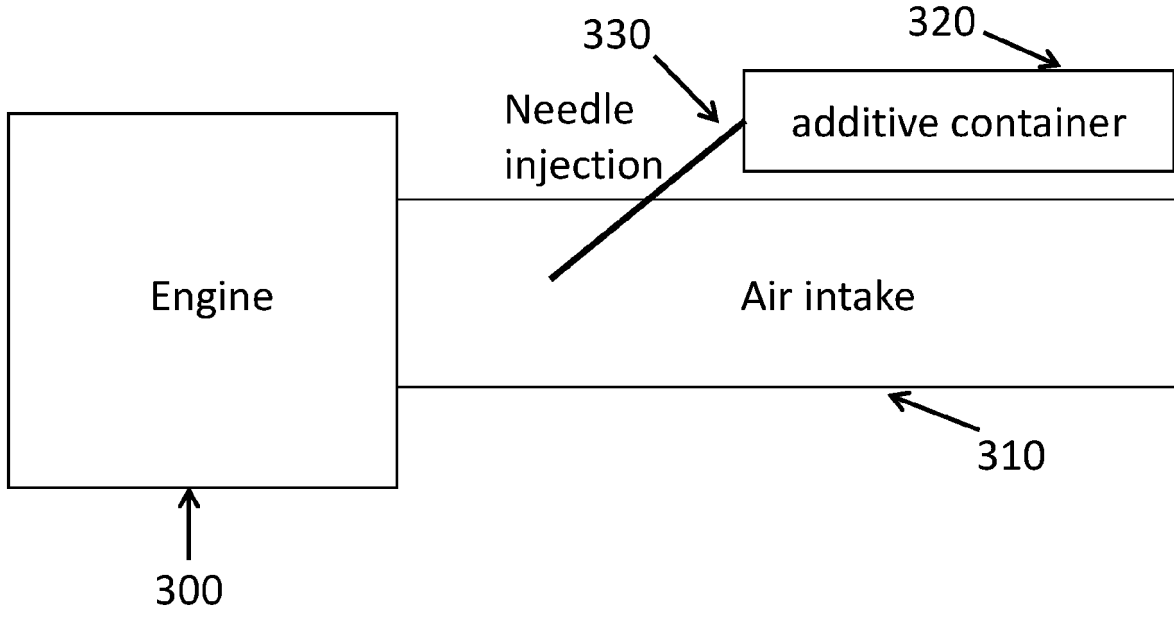 330
320
Needle
injection
additive container
Engine
Air intake
310
300